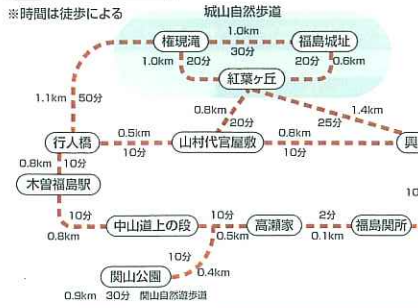 ※時間は徒歩による
城山自然歩道
1.0km
権現滝
30分
福島城址
1.0km
20分
20分
0.6km
紅葉ヶ丘
1.1km
50分
0.8km
20分
1.4km
25分
行人橋
0.5km
10分
山村代官屋敷
0.8km
10分
興
0.8km
10分
木曽福島駅
10分
0.8km
中山道上の段
10分
0.5km
高瀬家
2分
0.1km
福島関所
10
10分
0.4km
関山公園
0.9km 30分 関山自然遊歩道